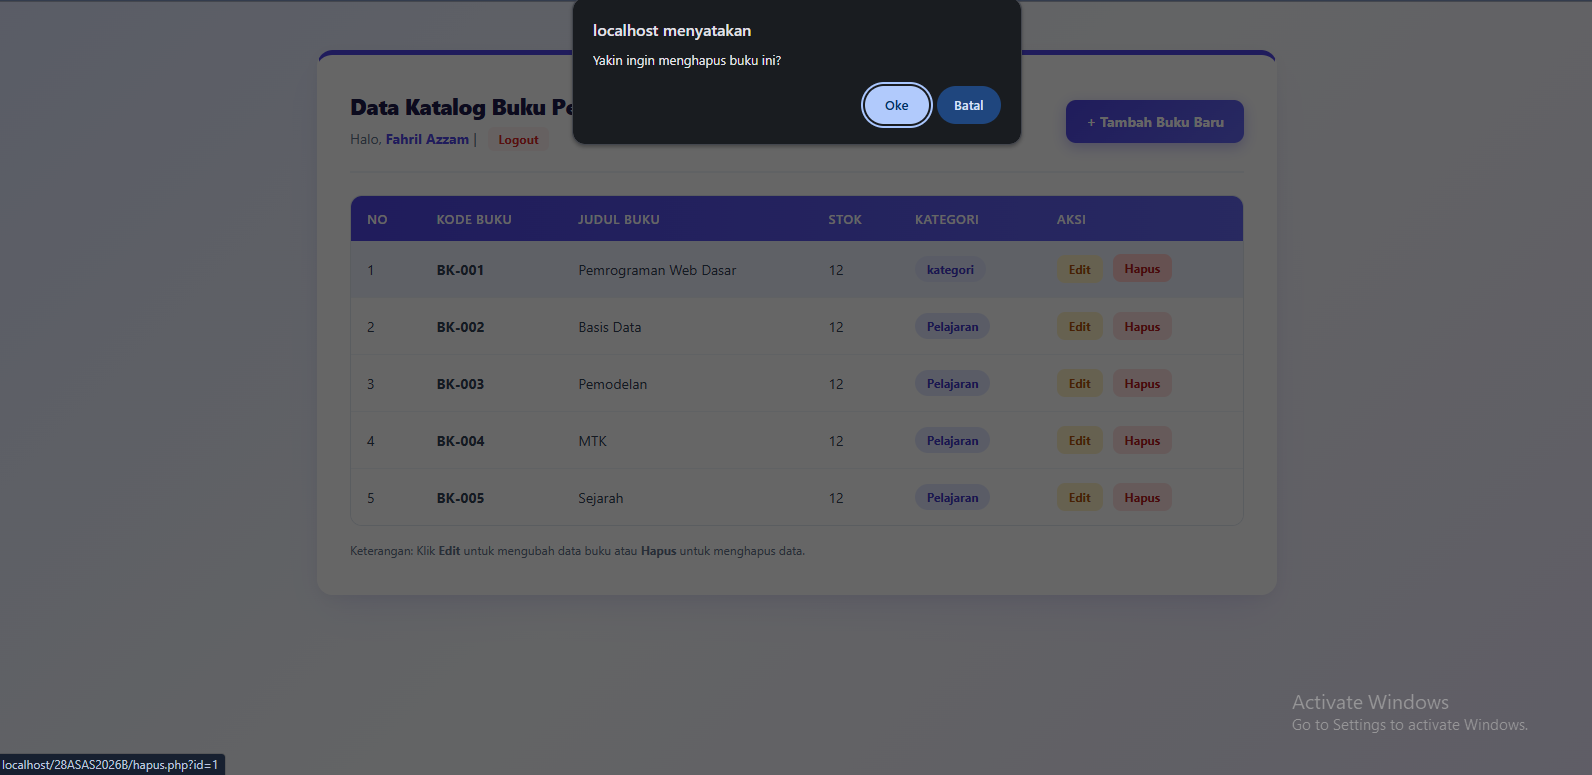 localhost menyatakan
Yakin ingin menghapus buku ini?
Oke Batal
Data Katalog Buku
Halo, Fahril Azzam | Logout
+ Tambah Buku Baru
NO KODE BUKU JUDUL BUKU STOK KATEGORI AKSI
1 BK-001 Pemrograman Web Dasar 12 kategori Edit Hapus
2 BK-002 Basis Data 12 Pelajaran Edit Hapus
3 BK-003 Pemodelan 12 Pelajaran Edit Hapus
4 BK-004 MTK 12 Pelajaran Edit Hapus
5 BK-005 Sejarah 12 Pelajaran Edit Hapus
Keterangan: Klik Edit untuk mengubah data buku atau Hapus untuk menghapus data.
Activate Windows
Go to Settings to activate Windows.
localhost/28ASAS2026B/hapus.php?id=1